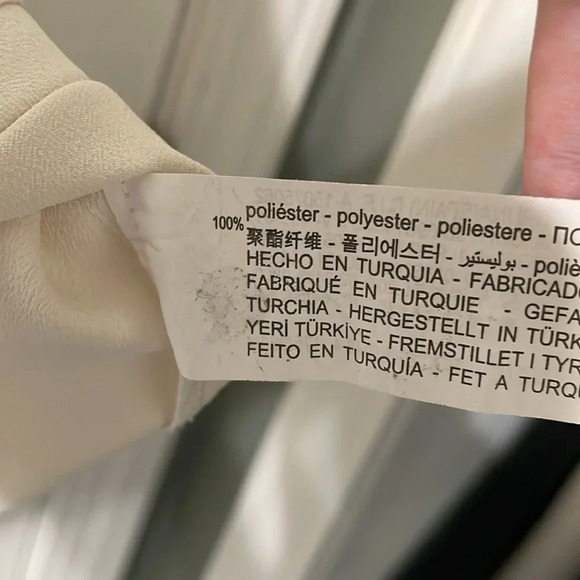 100% poliéster - polyester - poliestere - ПО
聚酯纤维 - 폴리에스터 - بوليستير - poliè
HECHO EN TURQUIA - FABRICADO
FABRIQUÉ EN TURQUIE - GEFA
TURCHIA - HERGESTELLT IN TÜRK
YERİ TÜRKİYE - FREMSTILLET I TYR
FEITO EN TURQUÍA - FET A TURQU